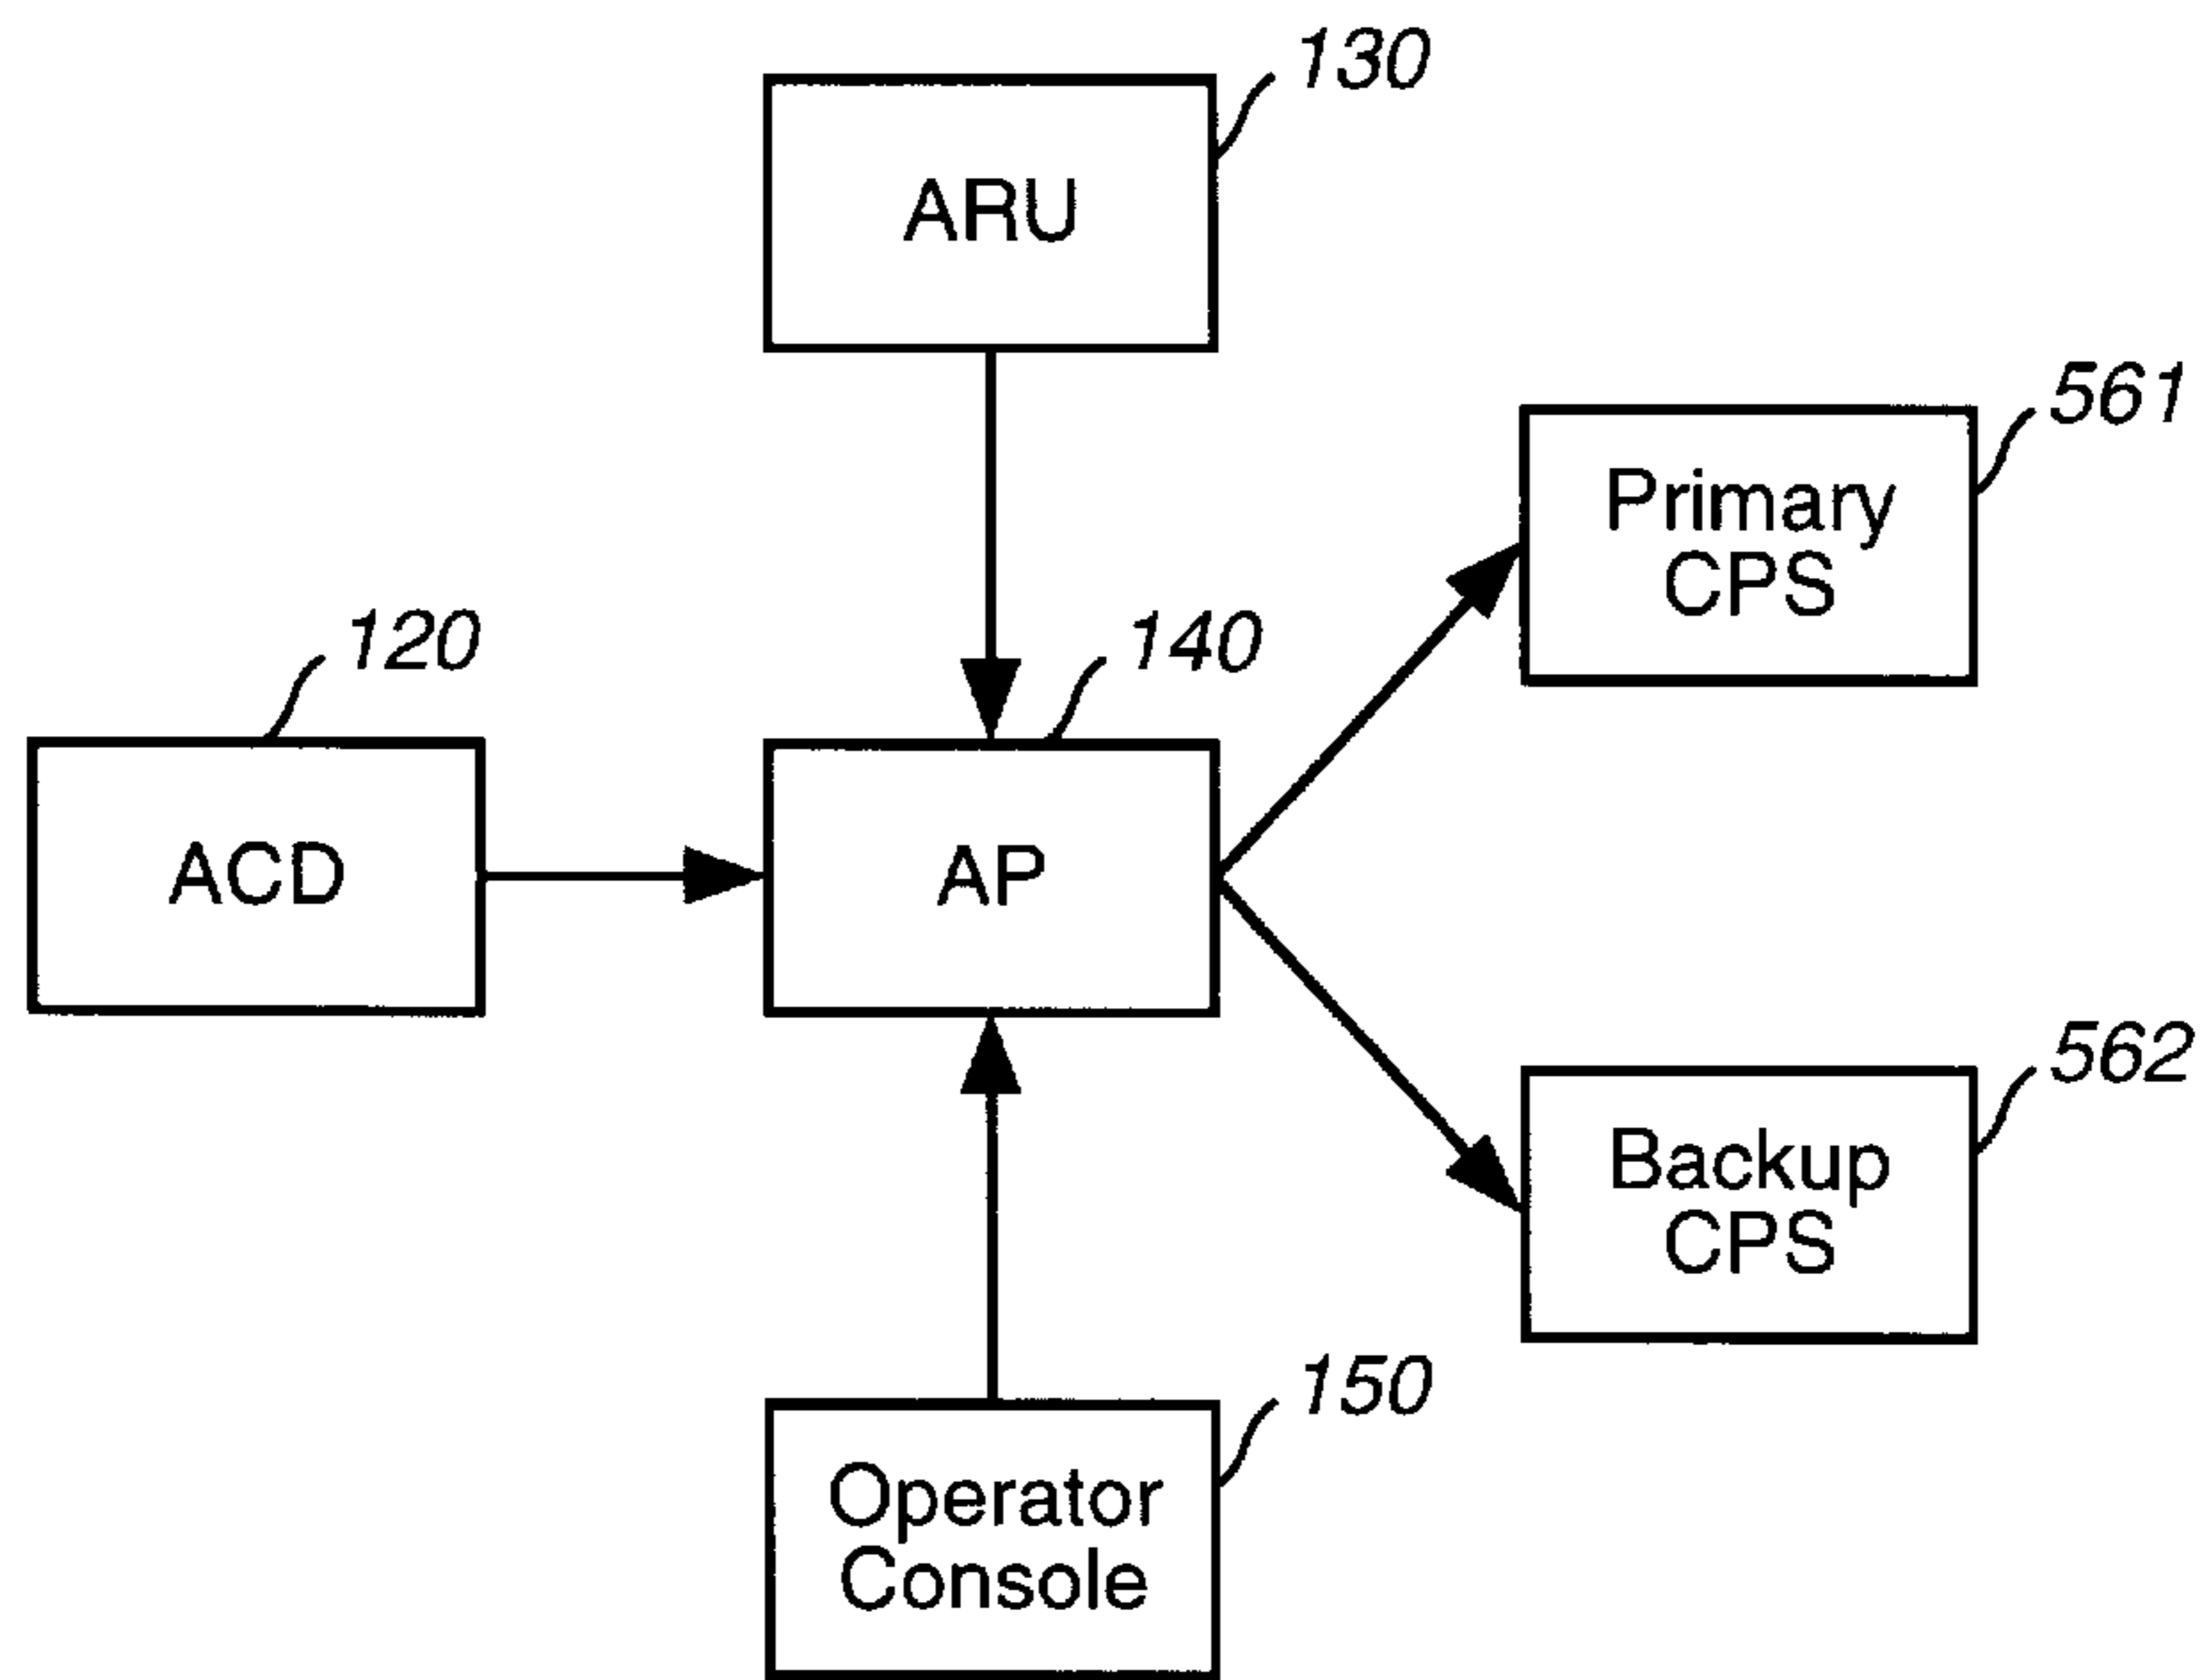 130
ARU
561
Primary
CPS
120
140
ACD
AP
562
Backup
CPS
150
Operator
Console